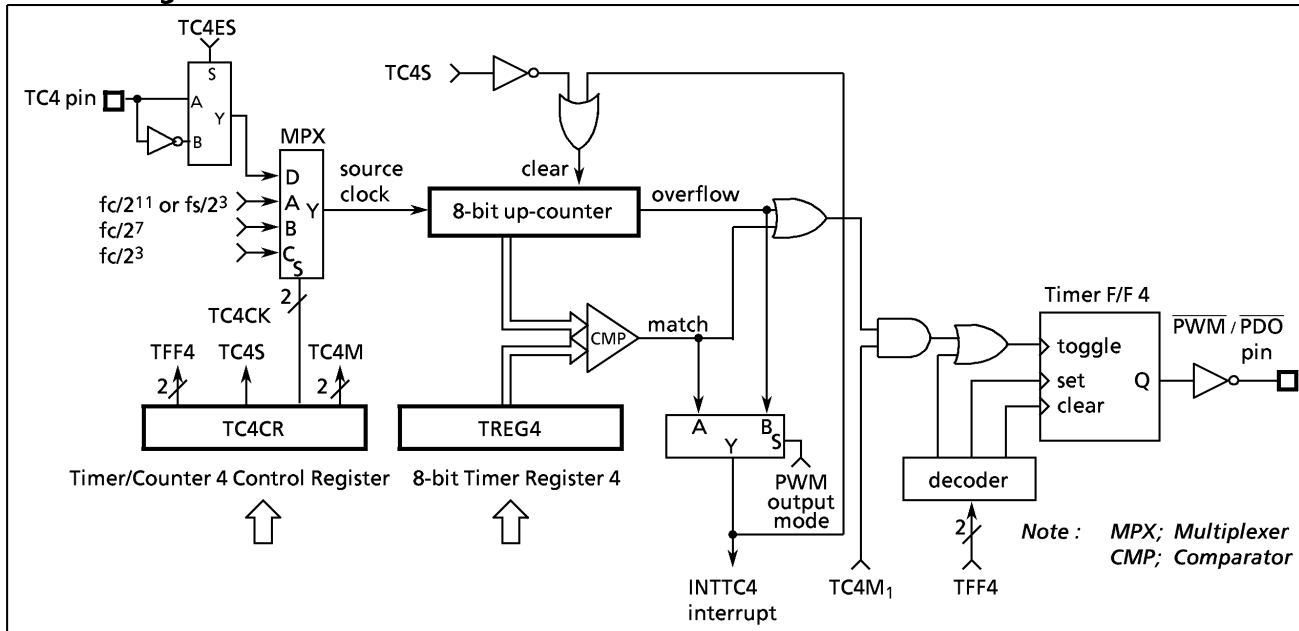 TC4ES
S
TC4 pin
A
Y
B
MPX
D
A
Y
B
C
S
fc/2¹¹ or fs/2³
fc/2⁷
fc/2³
source
clock
TC4S
clear
8-bit up-counter
overflow
CMP
match
2
TC4CK
TFF4
TC4S
TC4M
2
2
TC4CR
Timer/Counter 4 Control Register
TREG4
8-bit Timer Register 4
A
B
Y
S
PWM
output
mode
INTTC4
interrupt
TC4M₁
Timer F/F 4
toggle
set
clear
Q
P̅W̅M̅ / P̅D̅O̅
pin
decoder
2
TFF4
Note : MPX; Multiplexer
CMP; Comparator